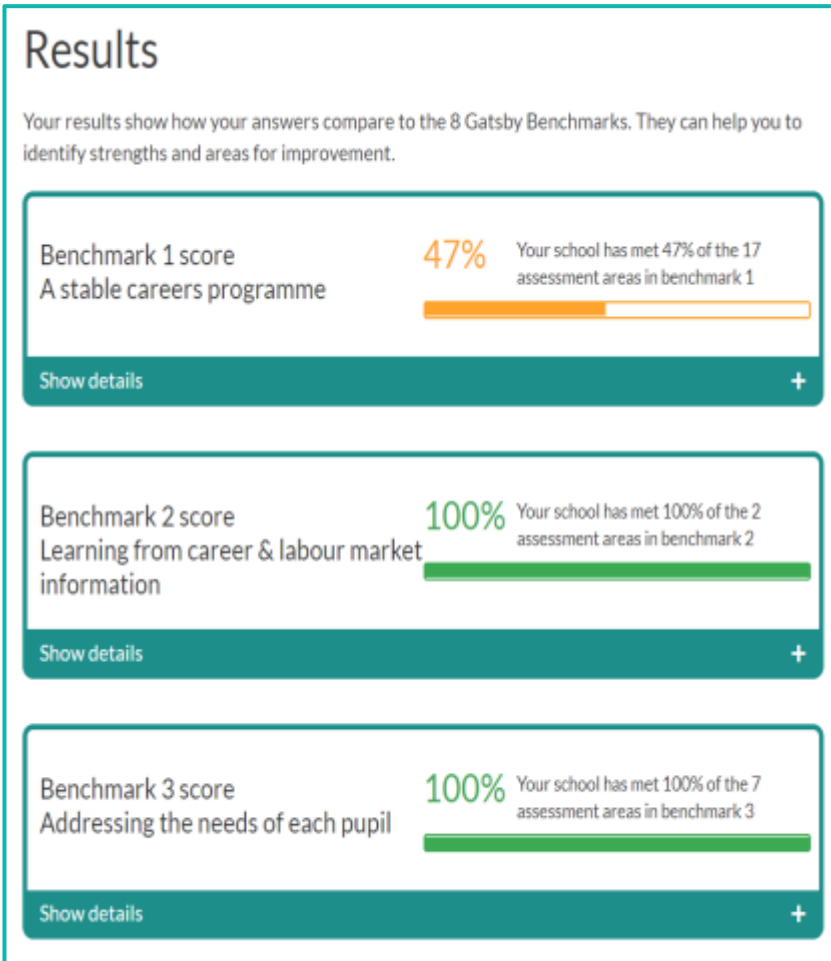 Results
Your results show how your answers compare to the 8 Gatsby Benchmarks. They can help you to
identify strengths and areas for improvement.
Benchmark 1 score
A stable careers programme
47%
Your school has met 47% of the 17
assessment areas in benchmark 1
Show details +
Benchmark 2 score
Learning from career & labour market
information
100%
Your school has met 100% of the 2
assessment areas in benchmark 2
Show details +
Benchmark 3 score
Addressing the needs of each pupil
100%
Your school has met 100% of the 7
assessment areas in benchmark 3
Show details +